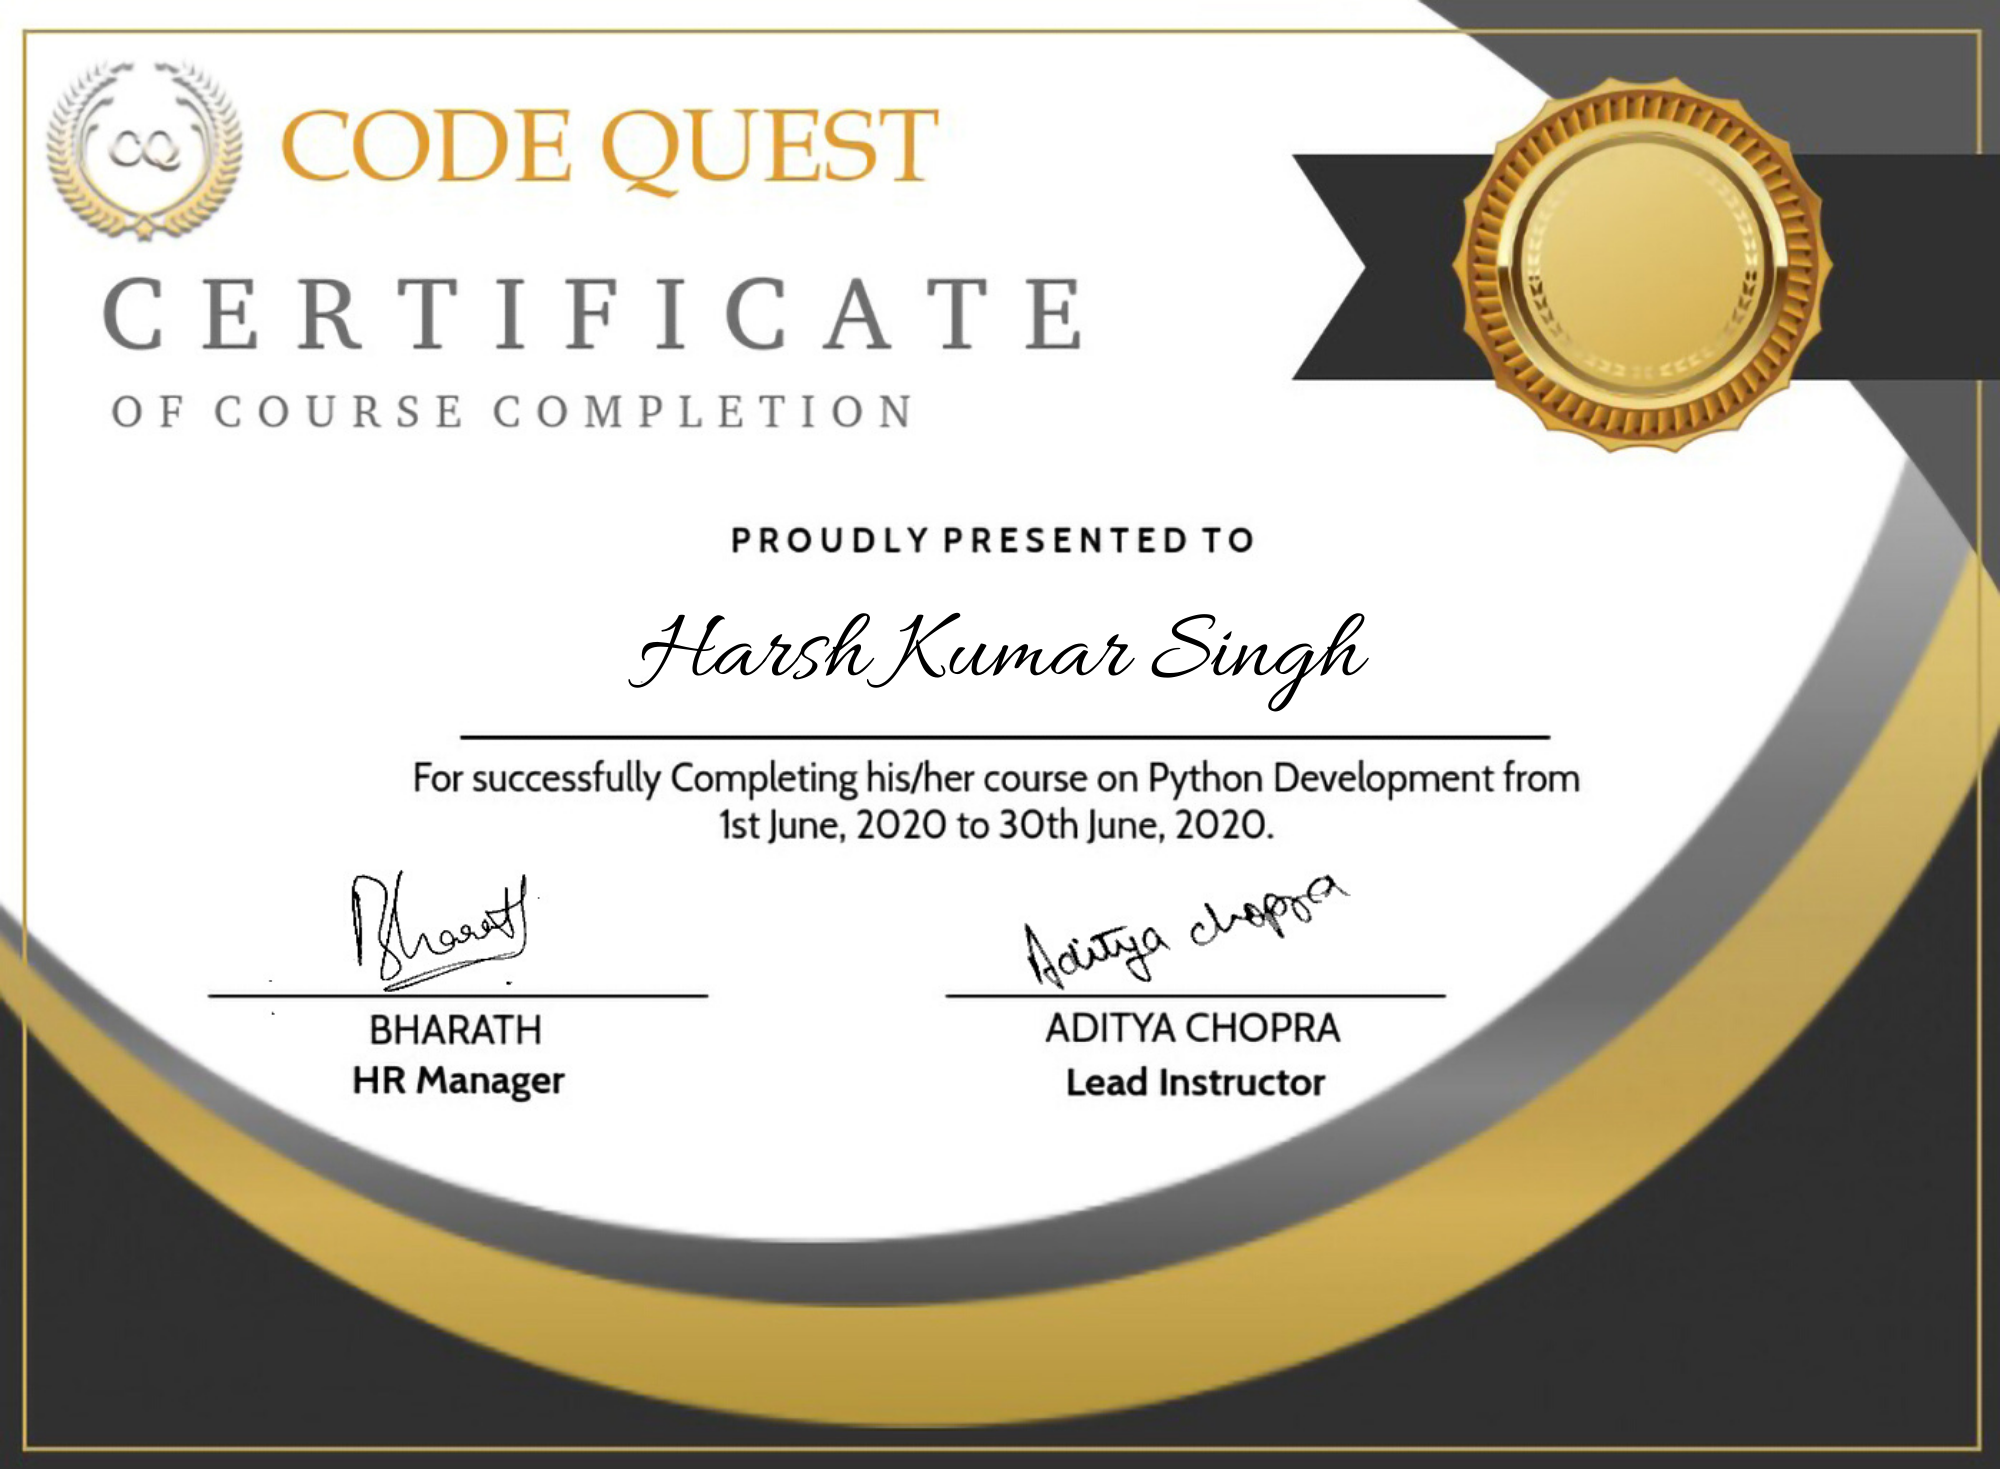 CQ
CODE QUEST
CERTIFICATE
OF COURSE COMPLETION
PROUDLY PRESENTED TO
Harsh Kumar Singh
For successfully Completing his/her course on Python Development from
1st June, 2020 to 30th June, 2020.
Bharath
Aditya chopra
BHARATH
ADITYA CHOPRA
HR Manager
Lead Instructor